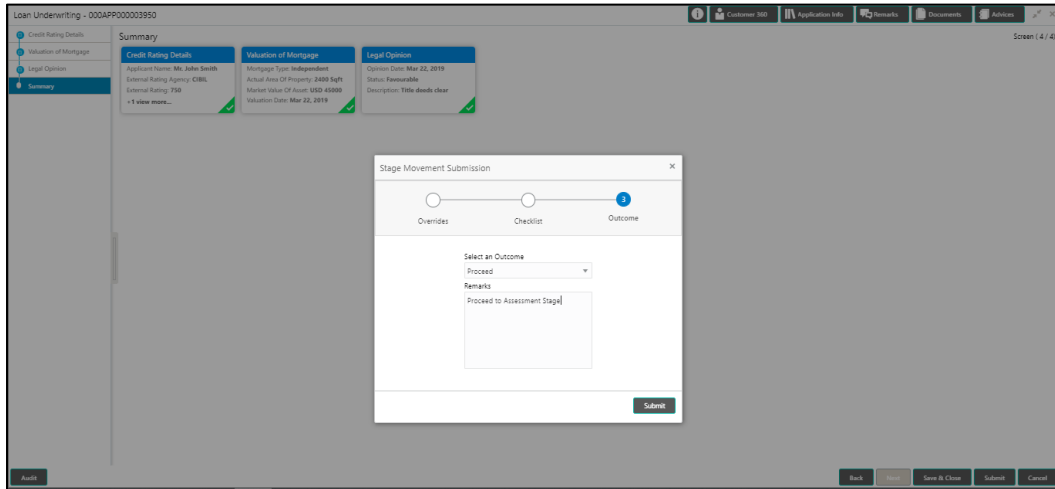 Loan Underwriting - 000APP000003950
Customer 360
Application Info
Remarks
Documents
Advices
Credit Rating Details
Valuation of Mortgage
Legal Opinion
Summary
Summary
Screen ( 4 / 4)
Credit Rating Details
Applicant Name: Mr. John Smith
External Rating Agency: CIBIL
External Rating: 750
+1 view more...
Valuation of Mortgage
Mortgage Type: Independent
Actual Area Of Property: 2400 Sqft
Market Value Of Asset: USD 45000
Valuation Date: Mar 22, 2019
Legal Opinion
Opinion Date: Mar 22, 2019
Status: Favourable
Description: Title deeds clear
Stage Movement Submission
3
Overrides
Checklist
Outcome
Select an Outcome
Proceed
Remarks
Proceed to Assessment Stage
Submit
Audit
Back
Next
Save & Close
Submit
Cancel